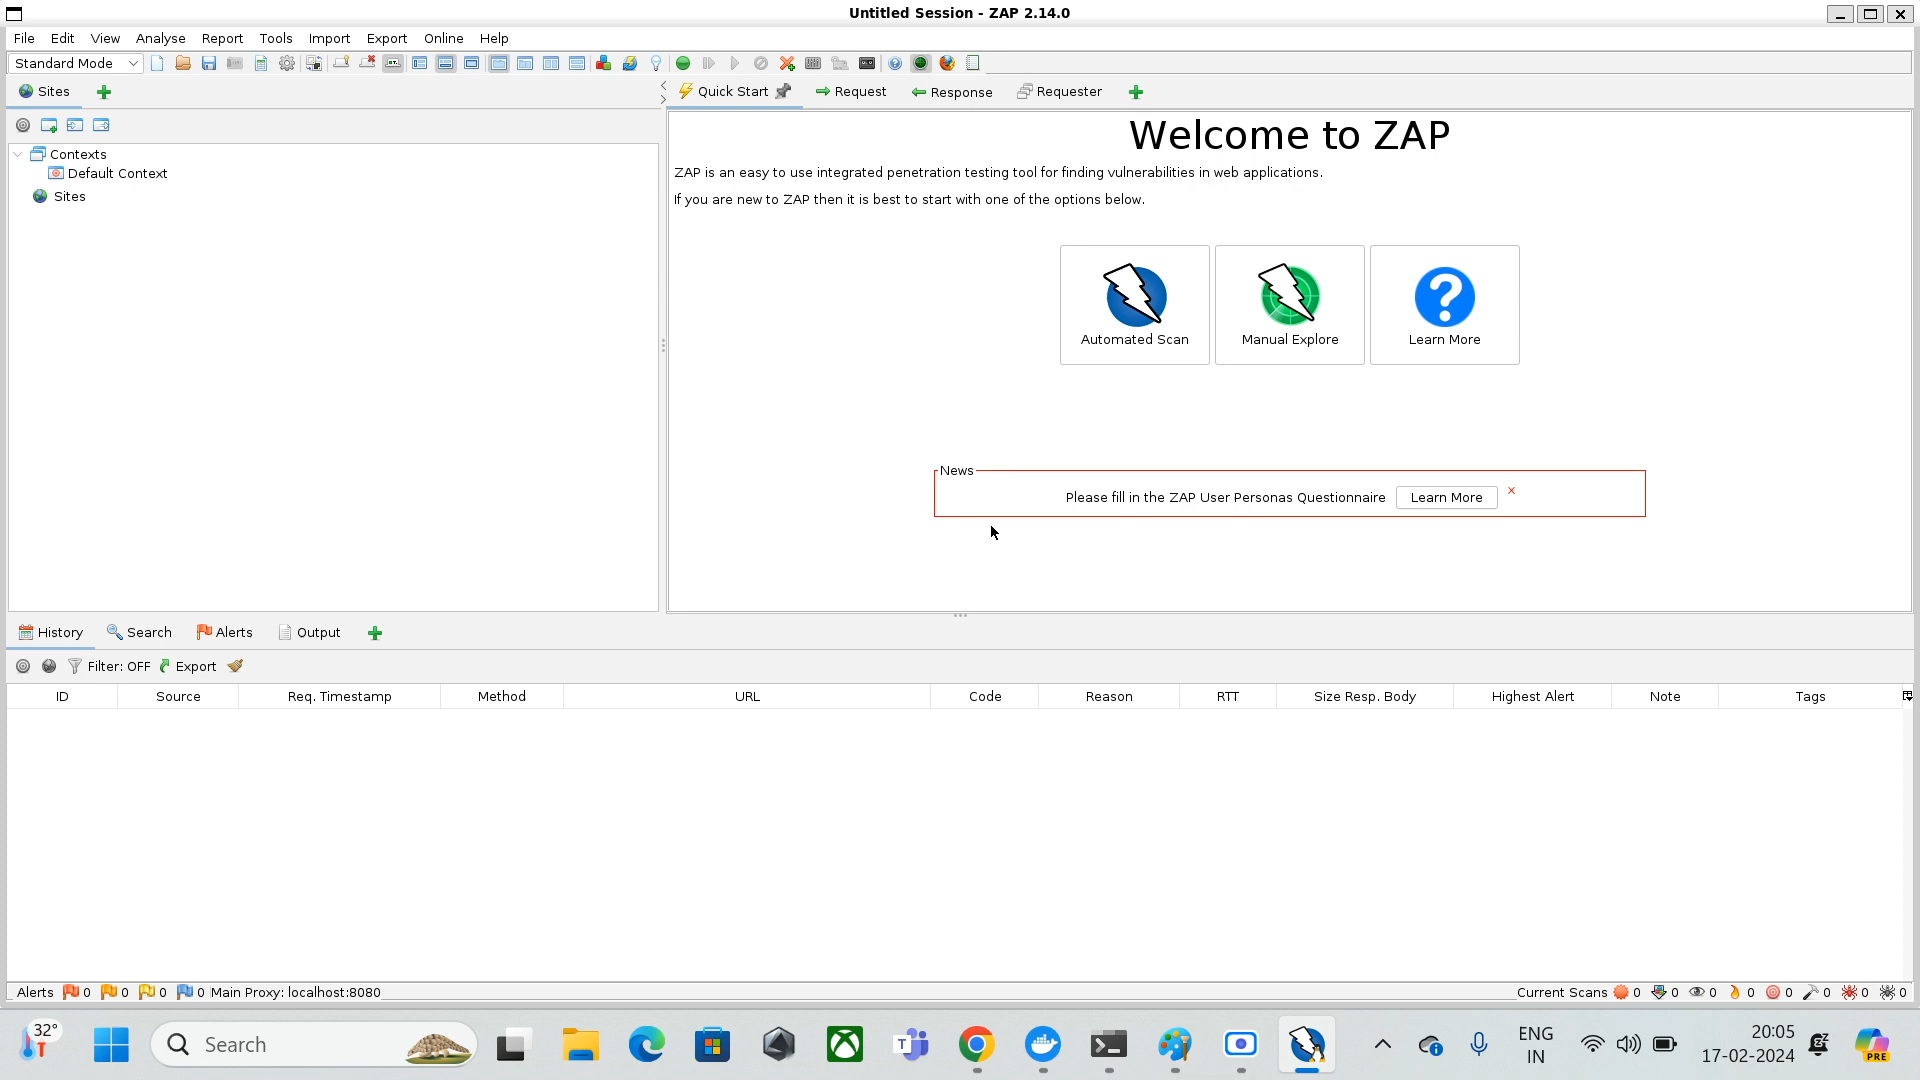 Untitled Session - ZAP 2.14.0
File Edit View Analyse Report Tools Import Export Online Help
Standard Mode
Sites
Quick Start Request Response Requester
Welcome to ZAP
Contexts
Default Context
Sites
ZAP is an easy to use integrated penetration testing tool for finding vulnerabilities in web applications.
If you are new to ZAP then it is best to start with one of the options below.
Automated Scan Manual Explore Learn More
News
Please fill in the ZAP User Personas Questionnaire Learn More x
History Search Alerts Output
Filter: OFF Export
ID Source Req. Timestamp Method URL Code Reason RTT Size Resp. Body Highest Alert Note Tags
Alerts 0 0 0 0 Main Proxy: localhost:8080
Current Scans 0 0 0 0 0 0 0 0
32°
Search
ENG
IN
20:05
17-02-2024
PRE